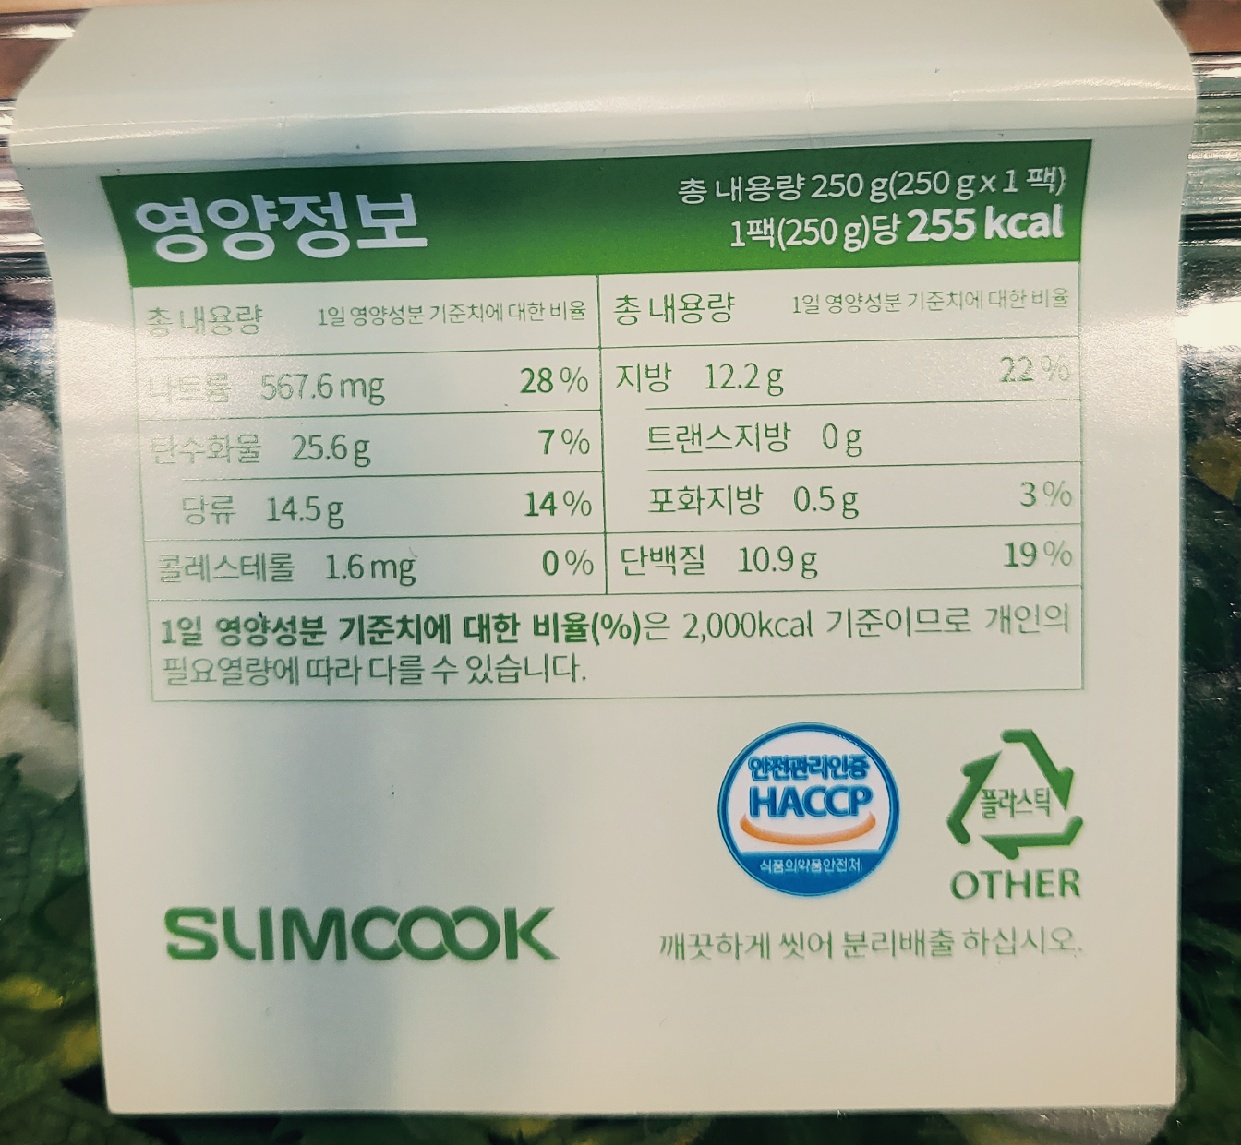 영양정보
총 내용량 250 g(250 g x 1 팩)
1팩(250 g)당 255 kcal
총 내용량 1일 영양성분 기준치에 대한 비율
총 내용량 1일 영양성분 기준치에 대한 비율
나트륨 567.6 mg 28 %
지방 12.2 g 22 %
탄수화물 25.6 g 7 %
트랜스지방 0 g
당류 14.5 g 14 %
포화지방 0.5 g 3 %
콜레스테롤 1.6 mg 0 %
단백질 10.9 g 19 %
1일 영양성분 기준치에 대한 비율(%)은 2,000kcal 기준이므로 개인의
필요열량에 따라 다를 수 있습니다.
안전관리인증
HACCP
식품의약품안전처
플라스틱
OTHER
SLIMCOOK
깨끗하게 씻어 분리배출 하십시오.